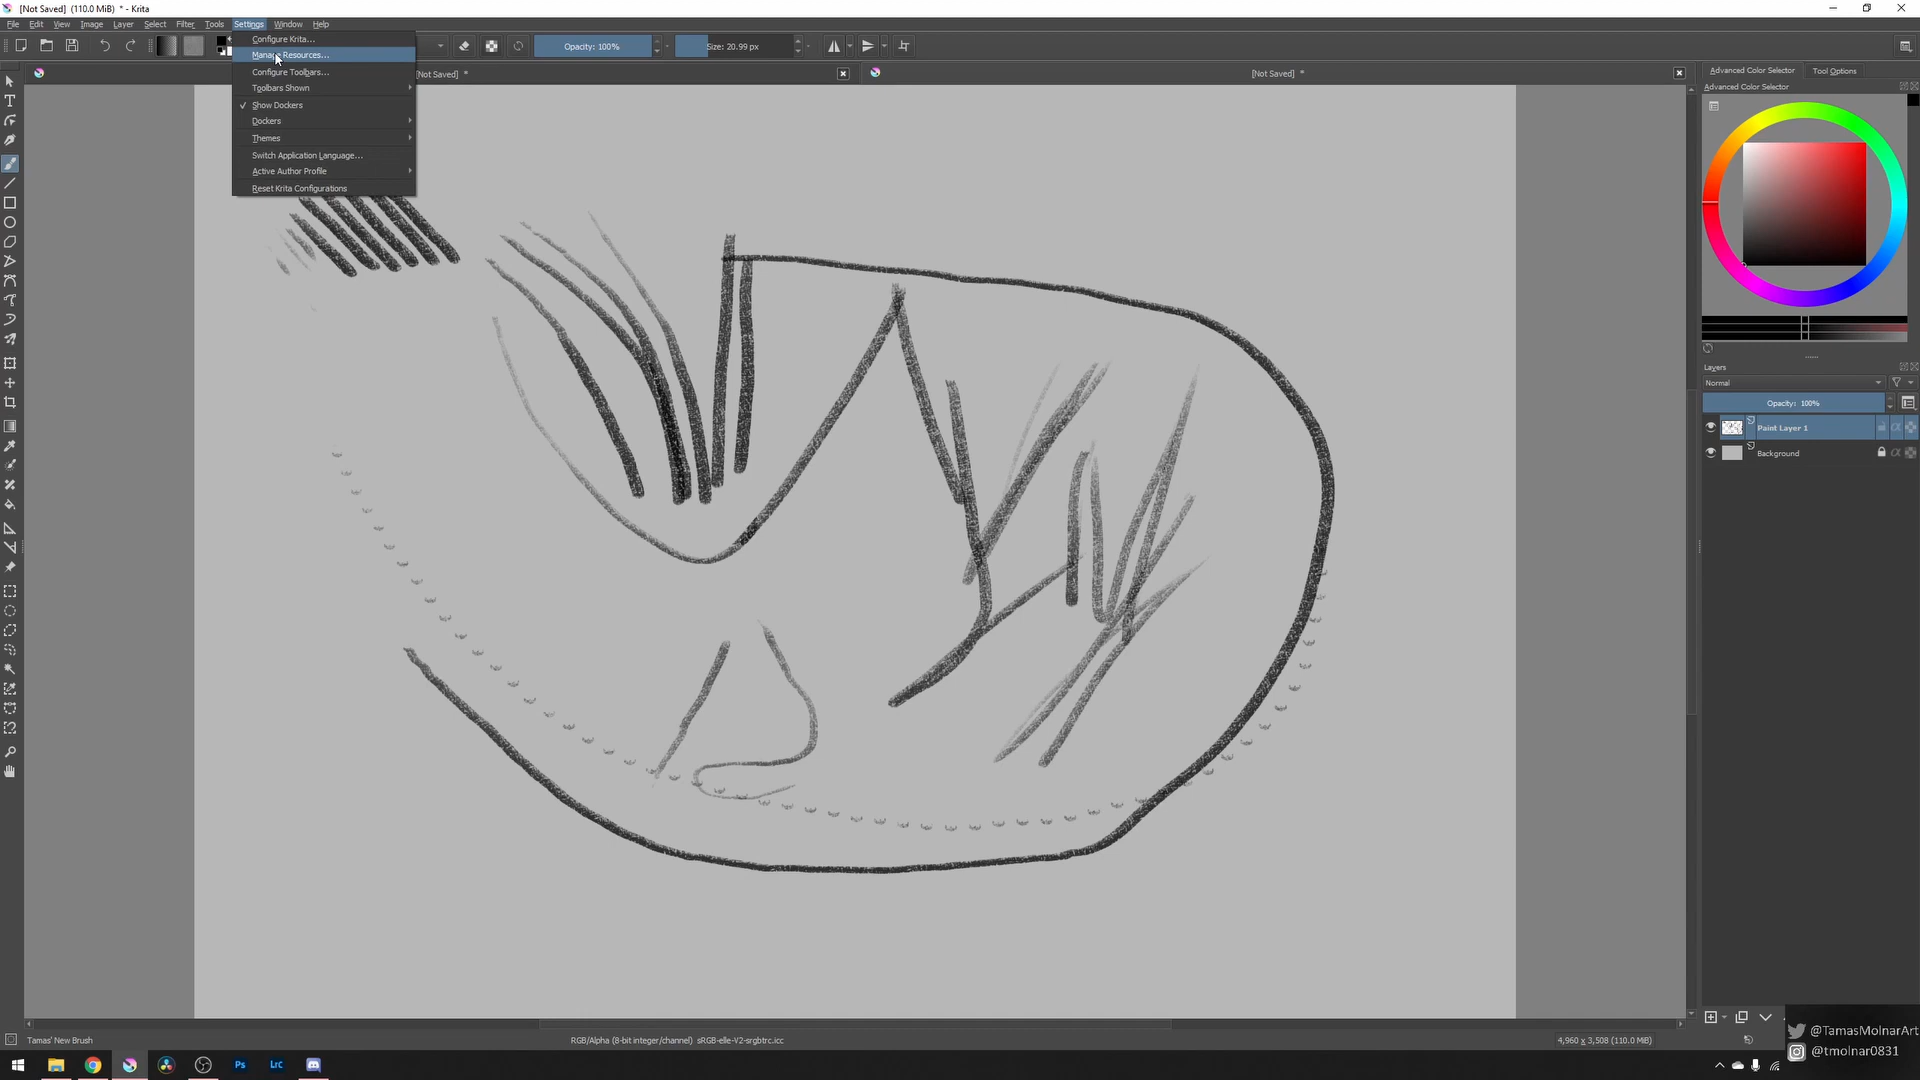 [Not Saved] (110.0 MiB) * - Krita
File Edit View Image Layer Select Filter Tools Settings Window Help
Configure Krita...
Manage Resources...
Configure Toolbars...
Toolbars Shown
✓ Show Dockers
Dockers
Themes
Switch Application Language...
Active Author Profile
Reset Krita Configurations
Opacity: 100%
Size: 20.99 px
[Not Saved] *
[Not Saved] *
Advanced Color Selector
Tool Options
Advanced Color Selector
Layers
Normal
Opacity: 100%
Paint Layer 1
Background
Tamas' New Brush
RGB/Alpha (8-bit integer/channel) sRGB-elle-V2-srgbtrc.icc
4,960 x 3,508 (110.0 MiB)
@TamasMolnarArt
@tmolnar0831
Ps
LrC